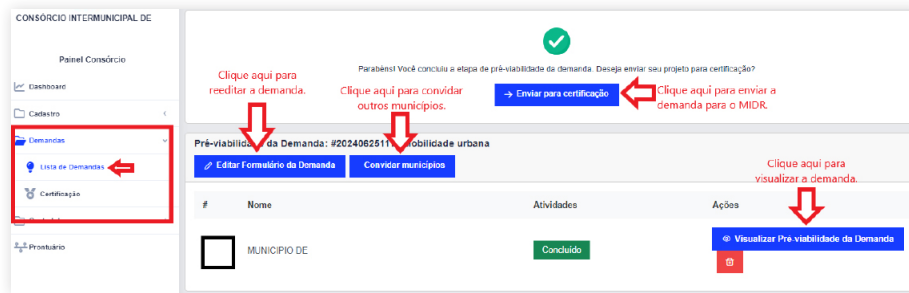 CONSÓRCIO INTERMUNICIPAL DE
Painel Consórcio
Dashboard
Cadastro
Demandas
Lista de Demandas
Certificação
Prontuário
Parabéns! Você concluiu a etapa de pré-viabilidade da demanda. Deseja enviar seu projeto para certificação?
→ Enviar para certificação
Clique aqui para enviar a
demanda para o MIDR.
Clique aqui para
reeditar a demanda.
Clique aqui para convidar
outros municípios.
Pré-viabilidade da Demanda: #2024062511 mobilidade urbana
Editar Formulário da Demanda
Convidar municípios
Clique aqui para
visualizar a demanda.
# Nome Atividades Ações
MUNICIPIO DE
Concluído
Visualizar Pré-viabilidade da Demanda